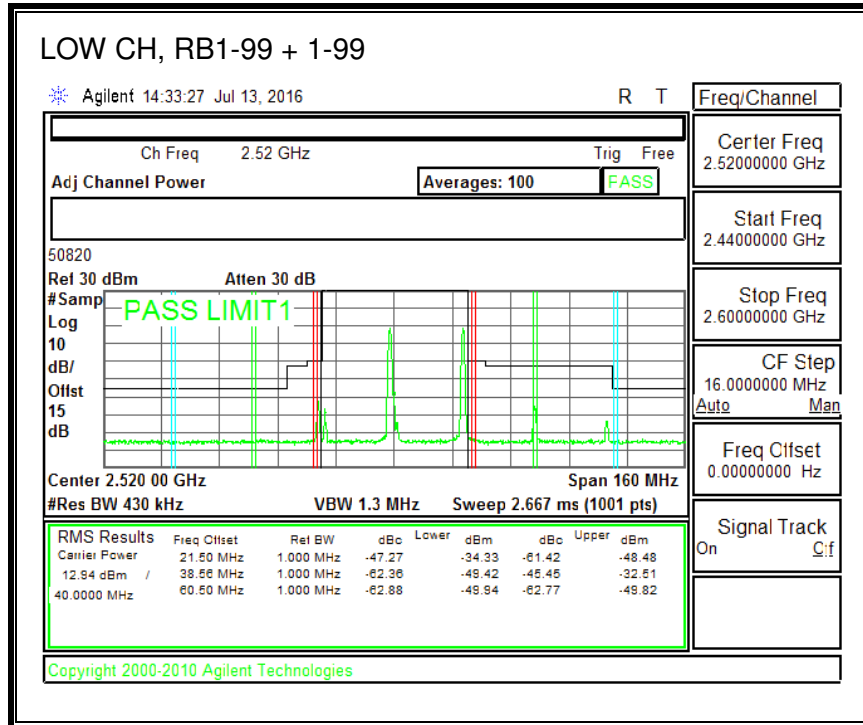 LOW CH, RB1-99 + 1-99
Agilent 14:33:27 Jul 13, 2016 R T
Freq/Channel
Ch Freq 2.52 GHz Trig Free
Adj Channel Power Averages: 100 PASS
Center Freq
2.52000000 GHz
Start Freq
2.44000000 GHz
Stop Freq
2.60000000 GHz
CF Step
16.0000000 MHz
Auto Man
Freq Offset
0.00000000 Hz
Signal Track
On Off
50820
Ref 30 dBm Atten 30 dB
#Samp
Log
10
dB/
Offst
15
dB
PASS LIMIT1
Center 2.520 00 GHz Span 160 MHz
#Res BW 430 kHz VBW 1.3 MHz Sweep 2.667 ms (1001 pts)
RMS Results Freq Offset Ref BW dBc Lower dBm dBc Upper dBm
Carrier Power 21.50 MHz 1.000 MHz -47.27 -34.33 -61.42 -48.48
12.94 dBm / 38.56 MHz 1.000 MHz -62.36 -49.42 -45.45 -32.51
40.0000 MHz 60.50 MHz 1.000 MHz -62.88 -49.94 -62.77 -49.82
Copyright 2000-2010 Agilent Technologies